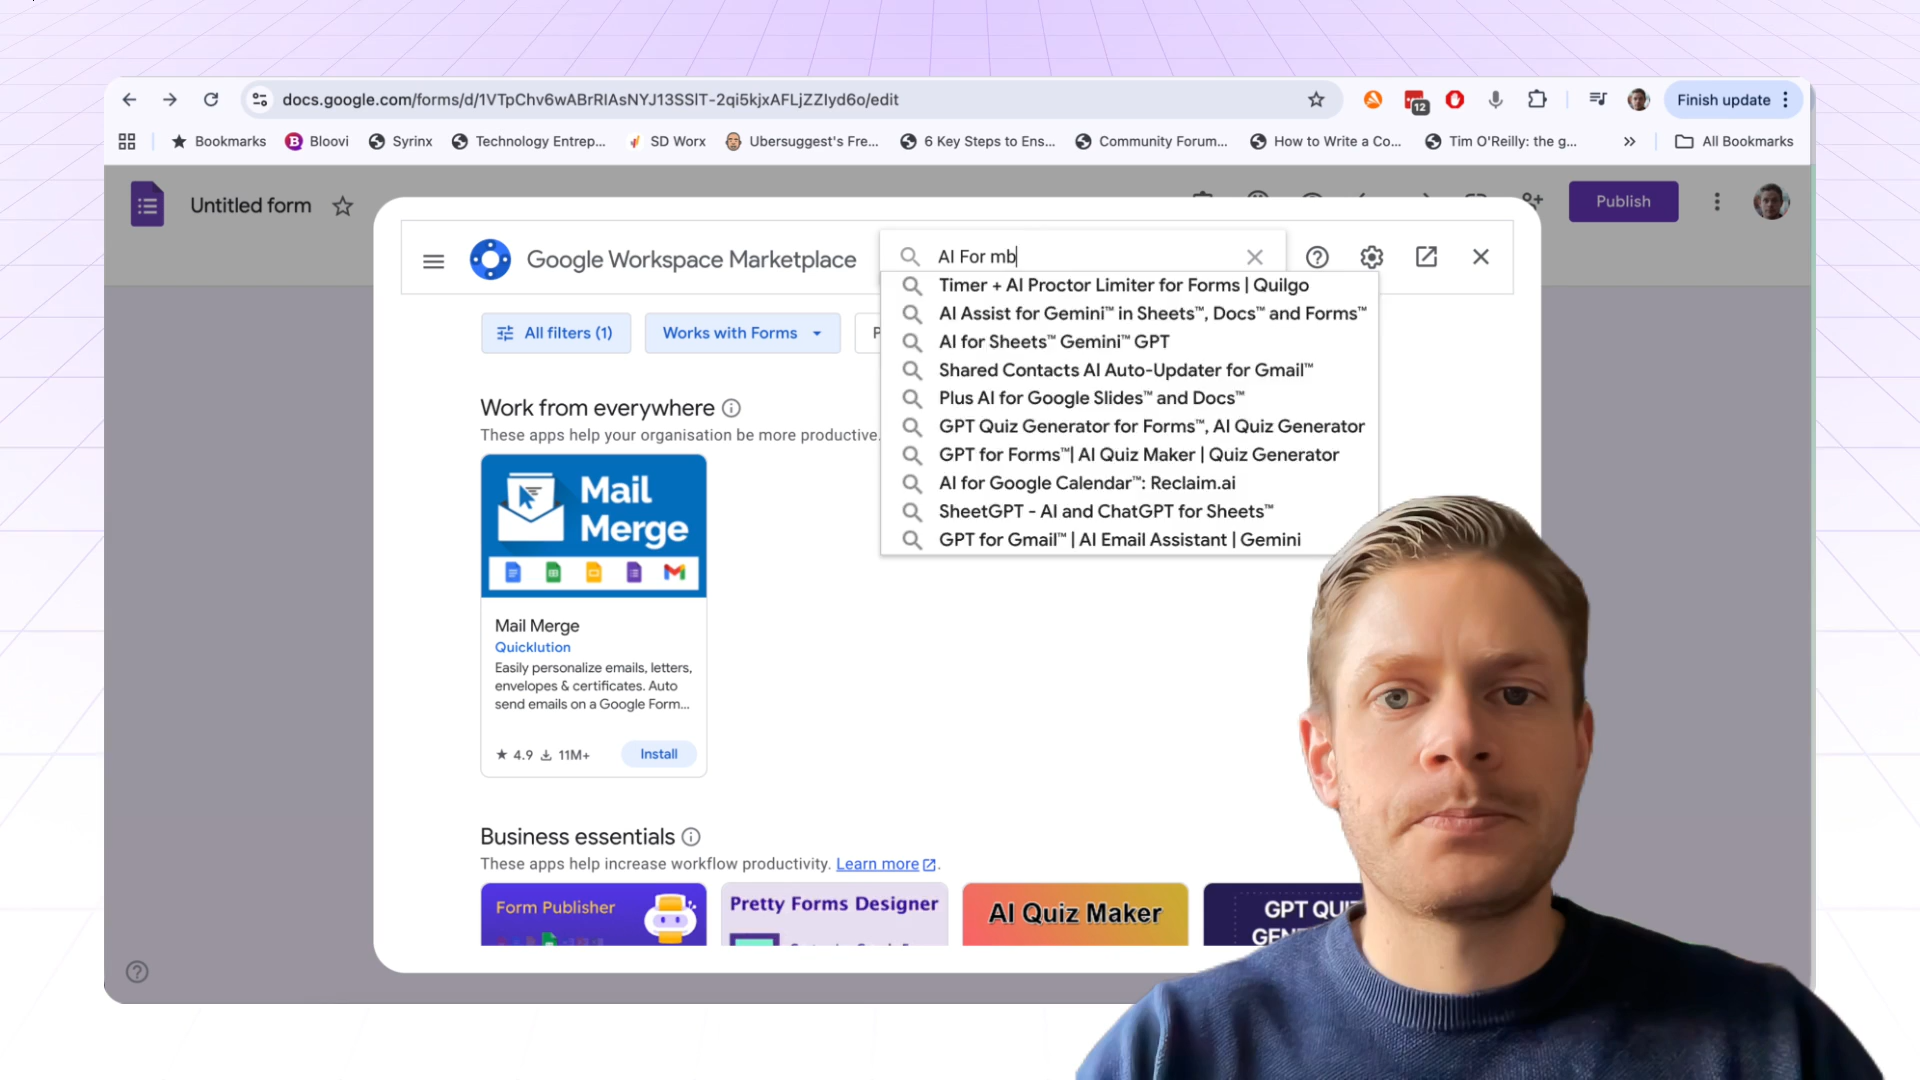 docs.google.com/forms/d/1VTpChv6wABrRIAsNYJ13SSIT-2qi5kjxAFLjZZIyd6o/edit
12
Finish update
Bookmarks
Bloovi
Syrinx
Technology Entrep...
SD Worx
Ubersuggest's Fre...
6 Key Steps to Ens...
Community Forum...
How to Write a Co...
Tim O'Reilly: the g...
All Bookmarks
Untitled form
Publish
Google Workspace Marketplace
AI For mb
Timer + AI Proctor Limiter for Forms | Quilgo
AI Assist for Gemini™ in Sheets™, Docs™ and Forms™
AI for Sheets™ Gemini™ GPT
Shared Contacts AI Auto-Updater for Gmail™
Plus AI for Google Slides™ and Docs™
GPT Quiz Generator for Forms™, AI Quiz Generator
GPT for Forms™| AI Quiz Maker | Quiz Generator
AI for Google Calendar™: Reclaim.ai
SheetGPT - AI and ChatGPT for Sheets™
GPT for Gmail™ | AI Email Assistant | Gemini
All filters (1)
Works with Forms
P
Work from everywhere
These apps help your organisation be more productive.
Mail
Merge
Mail Merge
Quicklution
Easily personalize emails, letters,
envelopes & certificates. Auto
send emails on a Google Form...
4.9
11M+
Install
Business essentials
These apps help increase workflow productivity. Learn more.
Form Publisher
Pretty Forms Designer
AI Quiz Maker
GPT QUIZ